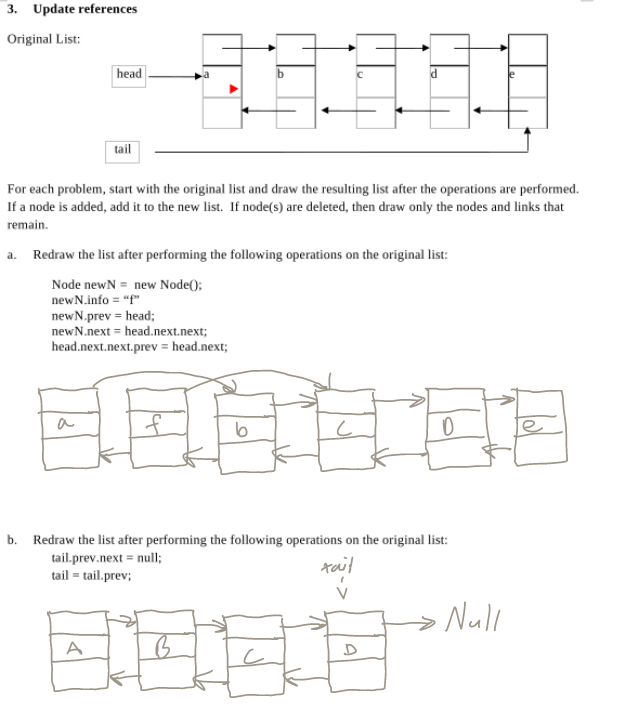 3. Update references
Original List:
head
a
b
c
d
e
tail
For each problem, start with the original list and draw the resulting list after the operations are performed.
If a node is added, add it to the new list. If node(s) are deleted, then draw only the nodes and links that
remain.
a. Redraw the list after performing the following operations on the original list:
Node newN = new Node();
newN.info = “f”
newN.prev = head;
newN.next = head.next.next;
head.next.next.prev = head.next;
a
f
b
C
D
e
b. Redraw the list after performing the following operations on the original list:
tail.prev.next = null;
tail = tail.prev;
tail
Null
A
B
C
D